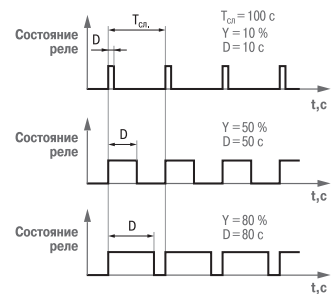 Состояние
реле
D
Tсл.
Tсл = 100 с
Y = 10 %
D = 10 с
t,c
Состояние
реле
D
Y = 50 %
D = 50 с
t,c
Состояние
реле
D
Y = 80 %
D = 80 с
t,c